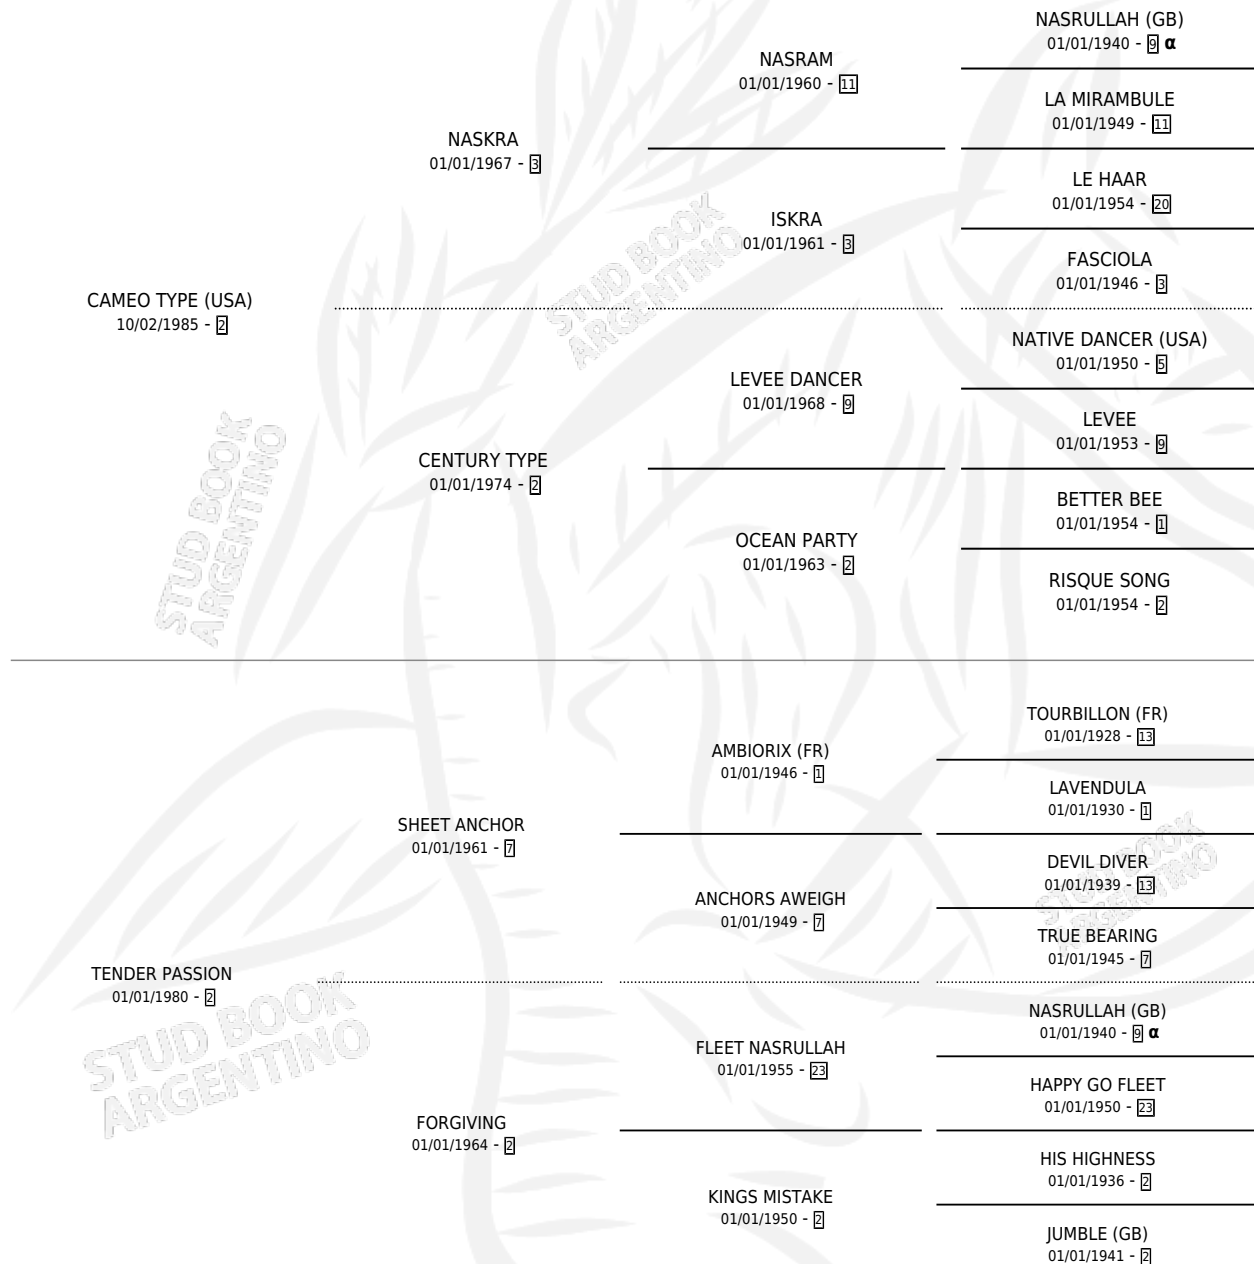 NASRULLAH (GB)
01/01/1940 - 9 α
NASRAM
01/01/1960 - 11
LA MIRAMBULE
01/01/1949 - 11
NASKRA
01/01/1967 - 3
LE HAAR
01/01/1954 - 20
ISKRA
01/01/1961 - 3
FASCIOLA
01/01/1946 - 3
CAMEO TYPE (USA)
10/02/1985 - 2
NATIVE DANCER (USA)
01/01/1950 - 5
LEVEE DANCER
01/01/1968 - 9
LEVEE
01/01/1953 - 9
CENTURY TYPE
01/01/1974 - 2
BETTER BEE
01/01/1954 - 1
OCEAN PARTY
01/01/1963 - 2
RISQUE SONG
01/01/1954 - 2
STUD BOOK
ARGENTINO
STUD BOOK
ARGENTINO
TOURBILLON (FR)
01/01/1928 - 13
AMBIORIX (FR)
01/01/1946 - 1
LAVENDULA
01/01/1930 - 1
SHEET ANCHOR
01/01/1961 - 7
DEVIL DIVER
01/01/1939 - 13
ANCHORS AWEIGH
01/01/1949 - 7
TRUE BEARING
01/01/1945 - 7
TENDER PASSION
01/01/1980 - 2
NASRULLAH (GB)
01/01/1940 - 9 α
FLEET NASRULLAH
01/01/1955 - 23
HAPPY GO FLEET
01/01/1950 - 23
FORGIVING
01/01/1964 - 2
HIS HIGHNESS
01/01/1936 - 2
KINGS MISTAKE
01/01/1950 - 2
JUMBLE (GB)
01/01/1941 - 2
STUD BOOK
ARGENTINO
STUD BOOK
ARGENTINO